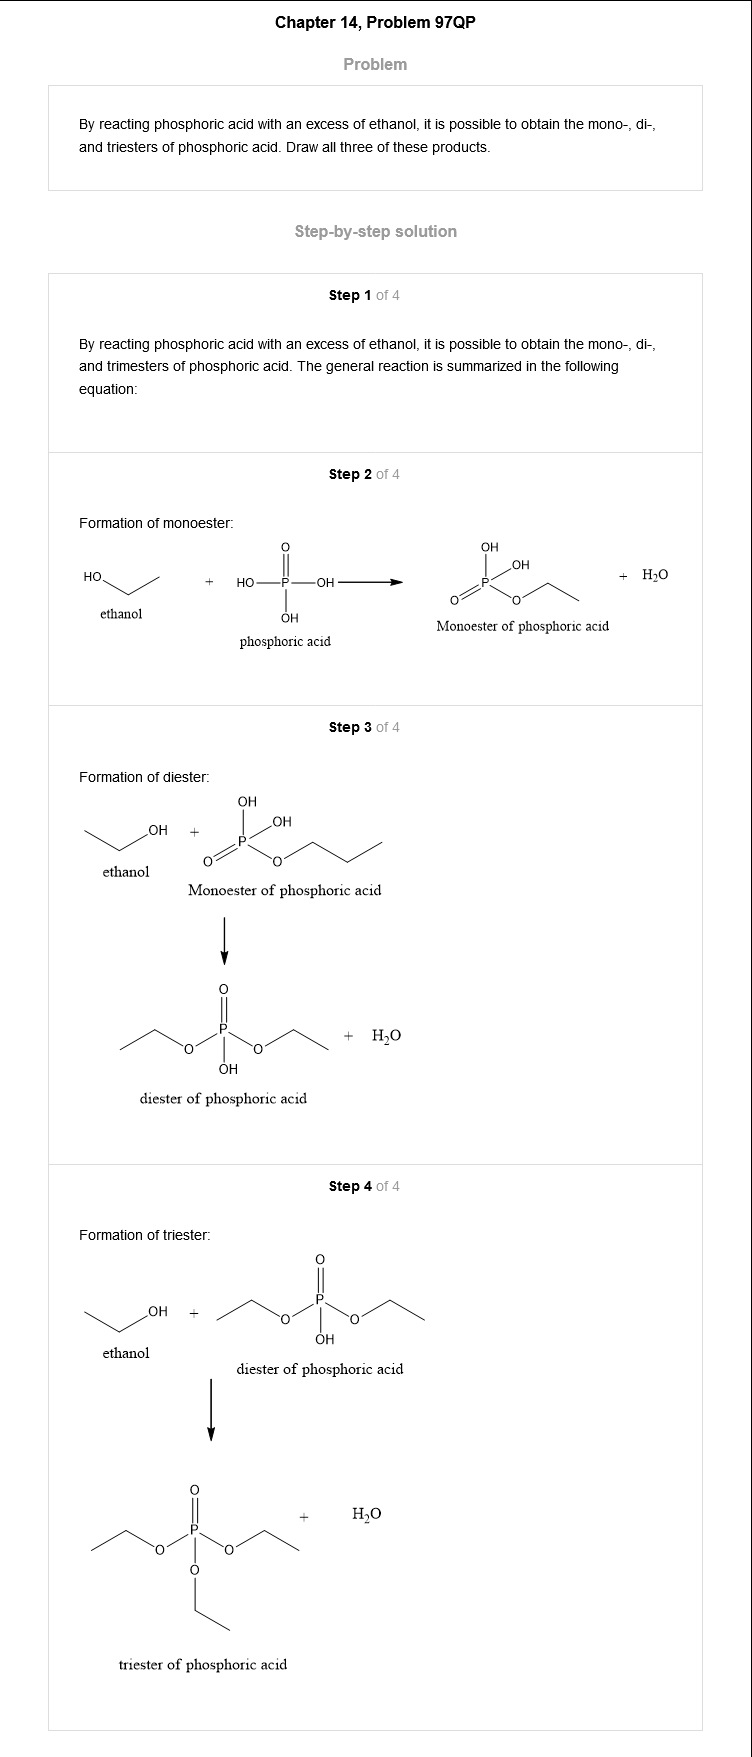 Chapter 14, Problem 97QP
Problem
By reacting phosphoric acid with an excess of ethanol, it is possible to obtain the mono-, di-,
and triesters of phosphoric acid. Draw all three of these products.
Step-by-step solution
Step 1 of 4
By reacting phosphoric acid with an excess of ethanol, it is possible to obtain the mono-, di-,
and trimesters of phosphoric acid. The general reaction is summarized in the following
equation:
Step 2 of 4
Formation of monoester:
O OH
HO + HO P OH OH P O O + H₂O
ethanol OH
phosphoric acid Monoester of phosphoric acid
Step 3 of 4
Formation of diester:
OH
OH + OH
P
O O
ethanol
Monoester of phosphoric acid
O
P
O O + H₂O
OH
diester of phosphoric acid
Step 4 of 4
Formation of triester:
O
OH + P
O O
OH
ethanol
diester of phosphoric acid
O
P + H₂O
O O
O
triester of phosphoric acid